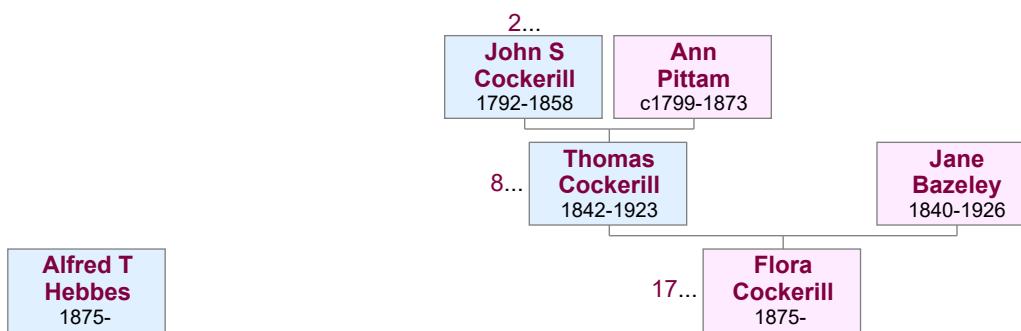 2...
John S
Cockerill
1792-1858
Ann
Pittam
c1799-1873
8...
Thomas
Cockerill
1842-1923
Jane
Bazeley
1840-1926
Alfred T
Hebbes
1875-
17...
Flora
Cockerill
1875-